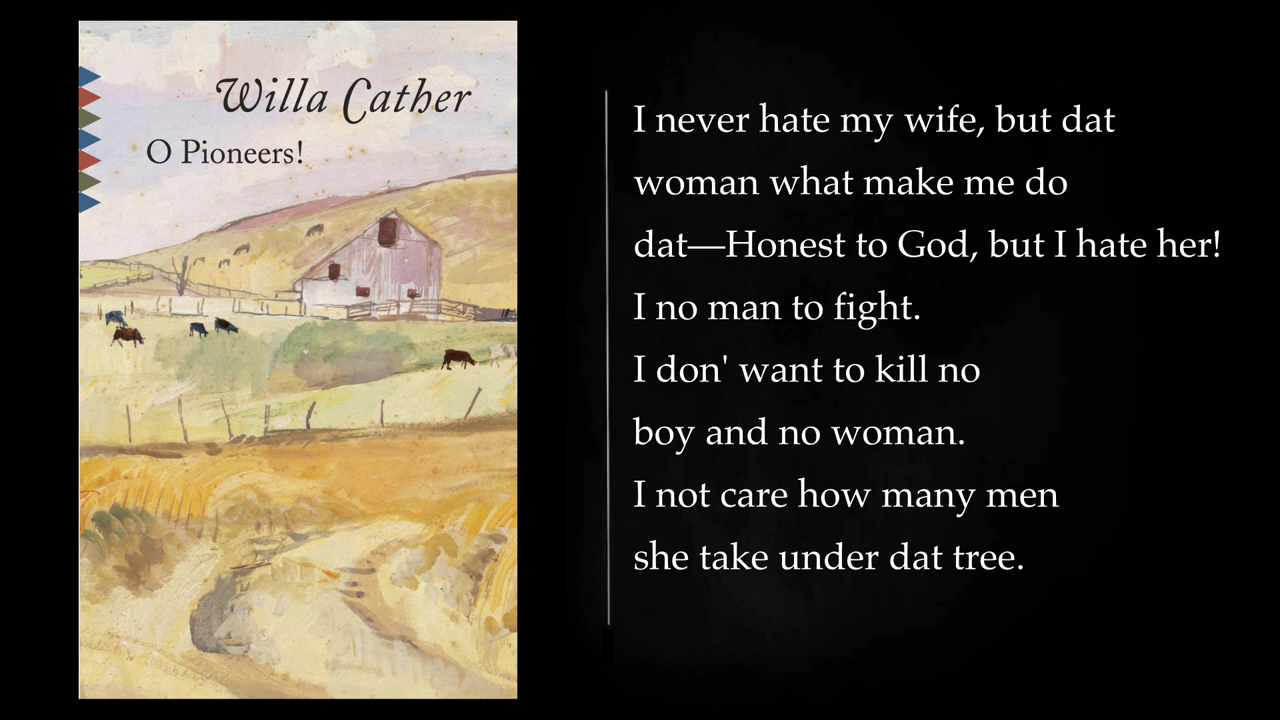 Willa Cather
O Pioneers!
I never hate my wife, but dat
woman what make me do
dat—Honest to God, but I hate her!
I no man to fight.
I don' want to kill no
boy and no woman.
I not care how many men
she take under dat tree.